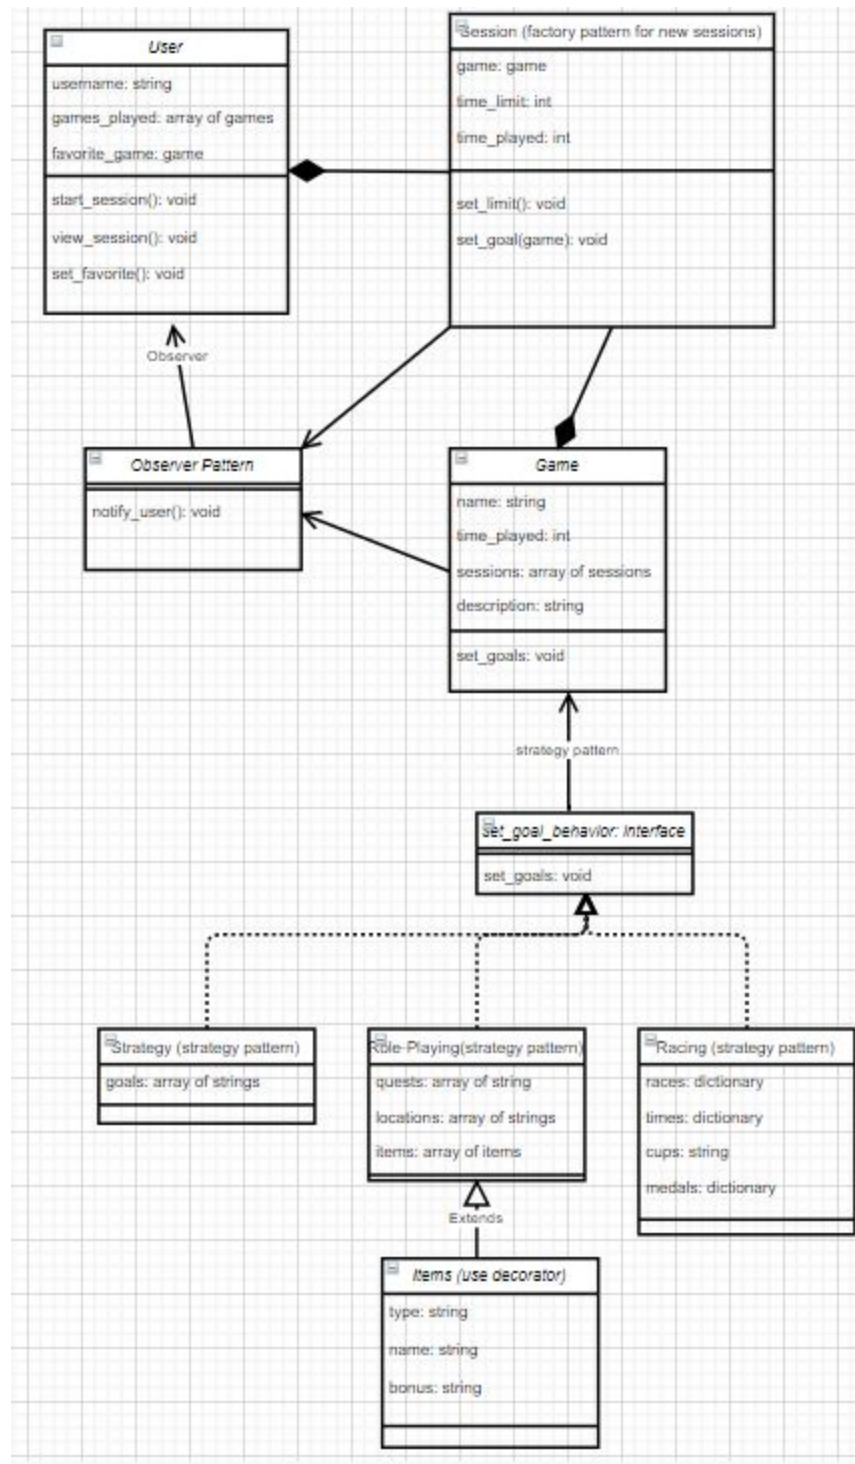 User
username: string
games_played: array of games
favorite_game: game
start_session(): void
view_session(): void
set_favorite(): void
Session (factory pattern for new sessions)
game: game
time_limit: int
time_played: int
set_limit(): void
set_goal(game): void
Observer
Observer Pattern
notify_user(): void
Game
name: string
time_played: int
sessions: array of sessions
description: string
set_goals: void
strategy pattern
set_goal_behavior: Interface
set_goals: void
Strategy (strategy pattern)
goals: array of strings
Role-Playing(strategy pattern)
quests: array of string
locations: array of strings
items: array of items
Racing (strategy pattern)
races: dictionary
times: dictionary
cups: string
medals: dictionary
Extends
Items (use decorator)
type: string
name: string
bonus: string